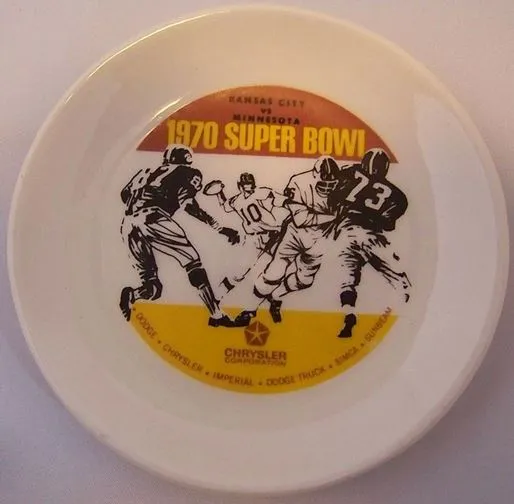 KANSAS CITY
VS
MINNESOTA
1970 SUPER BOWL
10
73
CHRYSLER
CORPORATION
• DODGE • CHRYSLER • IMPERIAL • DODGE TRUCK • SIMCA • SUNBEAM